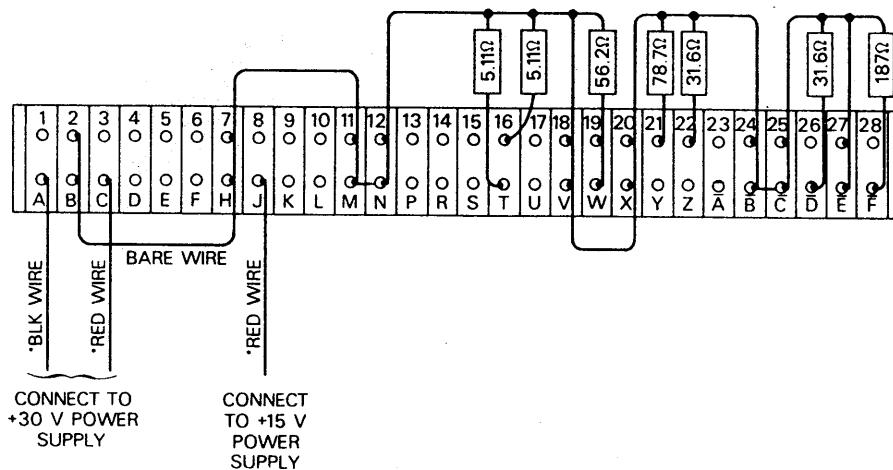 5.11Ω 5.11Ω 56.2Ω 78.7Ω 31.6Ω 31.6Ω 187Ω
1 2 3 4 5 6 7 8 9 10 11 12 13 14 15 16 17 18 19 20 21 22 23 24 25 26 27 28
A B C D E F H J K L M N P R S T U V W X Y Z A̅ B̅ C̅ D̅ E̅ F̅
BARE WIRE
*BLK WIRE
*RED WIRE
*RED WIRE
CONNECT TO
+30 V POWER
SUPPLY
CONNECT
TO +15 V
POWER
SUPPLY